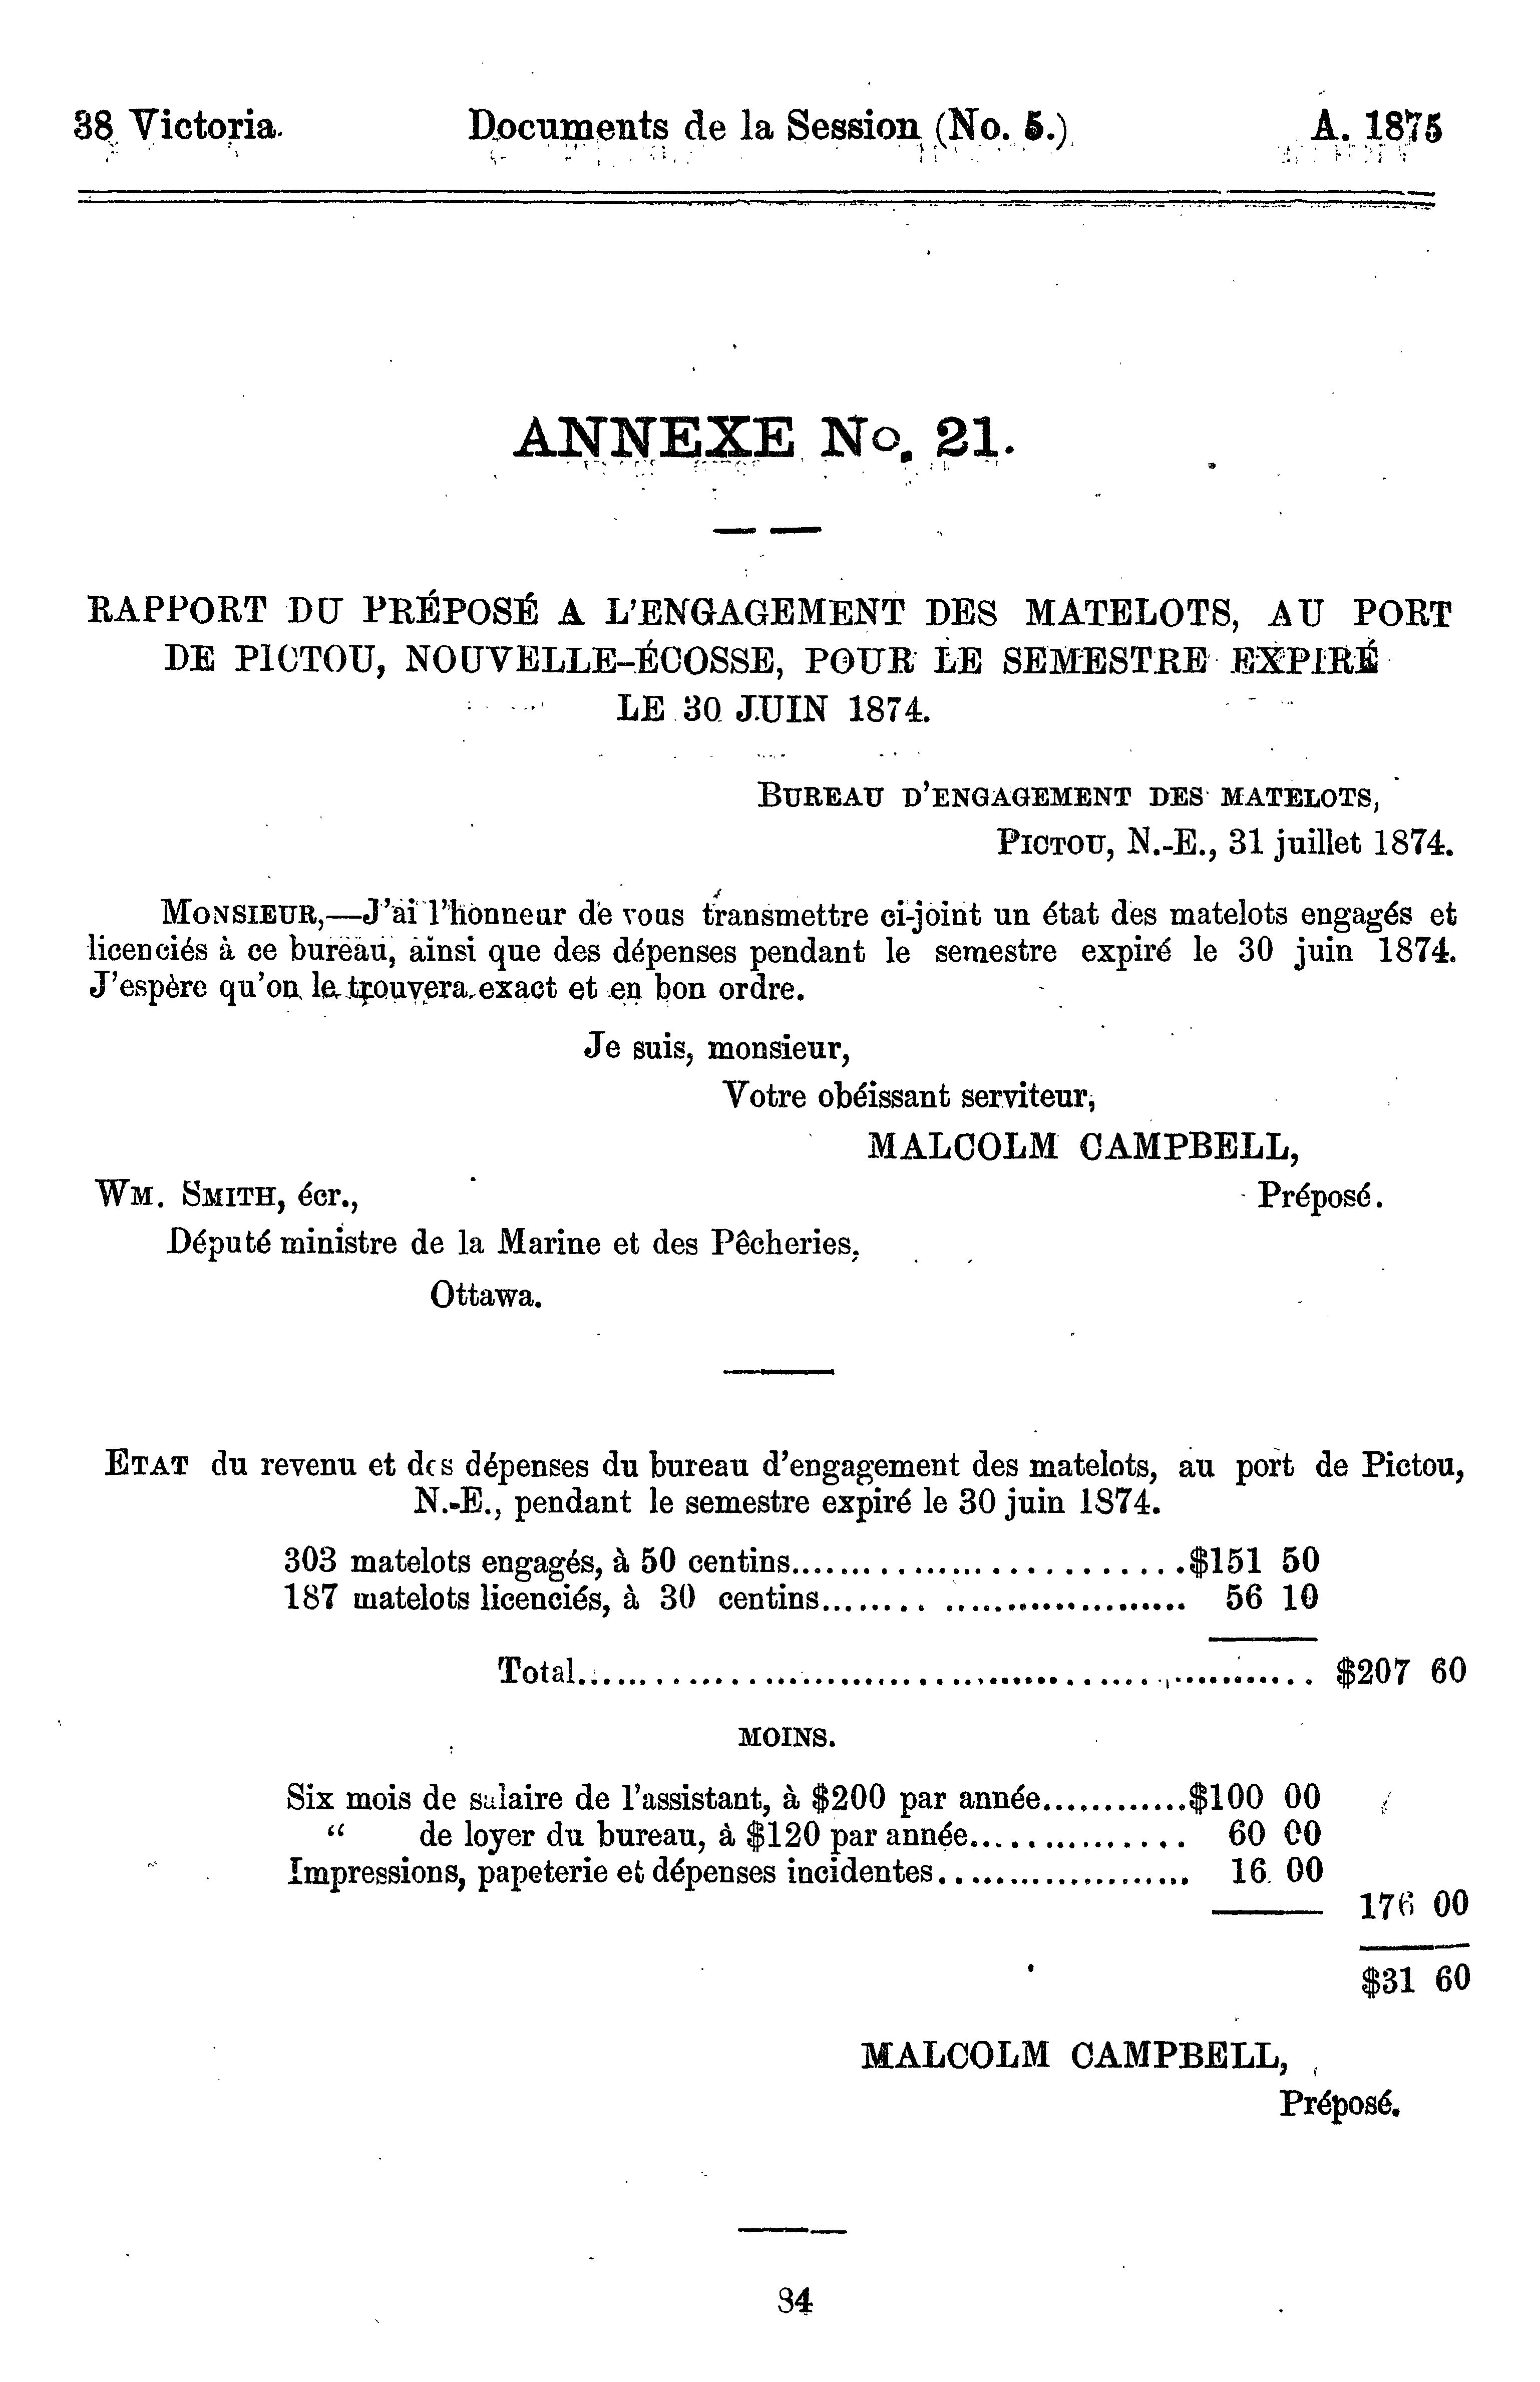 38 Victoria. Documents de la Session (No. 5.) A. 1875
ANNEXE No. 21.
RAPPORT DU PRÉPOSÉ A L'ENGAGEMENT DES MATELOTS, AU PORT
DE PICTOU, NOUVELLE-ÉCOSSE, POUR LE SEMESTRE EXPIRÉ
LE 30 JUIN 1874.
BUREAU D'ENGAGEMENT DES MATELOTS,
PICTOU, N.-E., 31 juillet 1874.
MONSIEUR,—J'ai l'honneur de vous transmettre ci-joint un état des matelots engagés et
licenciés à ce bureau, ainsi que des dépenses pendant le semestre expiré le 30 juin 1874.
J'espère qu'on le trouvera exact et en bon ordre.
Je suis, monsieur,
Votre obéissant serviteur,
MALCOLM CAMPBELL,
Préposé.
WM. SMITH, écr.,
Député ministre de la Marine et des Pêcheries,
Ottawa.
ETAT du revenu et des dépenses du bureau d'engagement des matelots, au port de Pictou,
N.-E., pendant le semestre expiré le 30 juin 1874.
303 matelots engagés, à 50 centins............................$151 50
187 matelots licenciés, à 30 centins............................ 56 10
Total.................................................. $207 60
MOINS.
Six mois de salaire de l'assistant, à $200 par année............$100 00
“ de loyer du bureau, à $120 par année............... 60 00
Impressions, papeterie et dépenses incidentes.................... 16 00
176 00
$31 60
MALCOLM CAMPBELL,
Préposé.
84